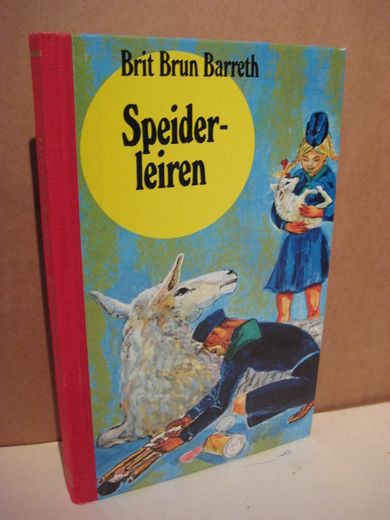 Brit Brun Barreth
Speider-
leiren